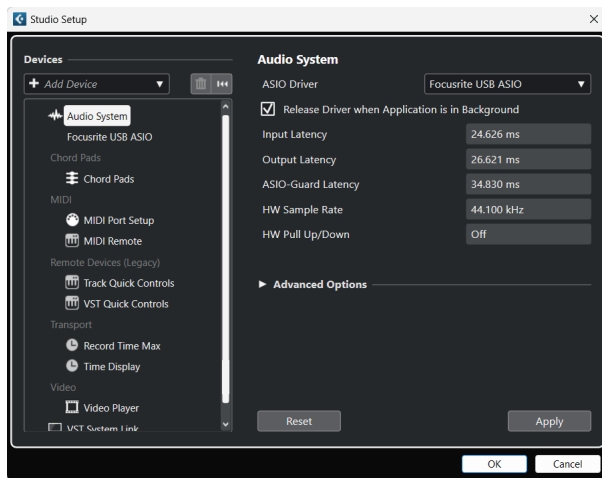 Studio Setup
Devices
Add Device
Audio System
Focusrite USB ASIO
Chord Pads
Chord Pads
MIDI
MIDI Port Setup
MIDI Remote
Remote Devices (Legacy)
Track Quick Controls
VST Quick Controls
Transport
Record Time Max
Time Display
Video
Video Player
VST System Link
Audio System
ASIO Driver Focusrite USB ASIO
Release Driver when Application is in Background
Input Latency 24.626 ms
Output Latency 26.621 ms
ASIO-Guard Latency 34.830 ms
HW Sample Rate 44.100 kHz
HW Pull Up/Down Off
Advanced Options
Reset Apply
OK Cancel